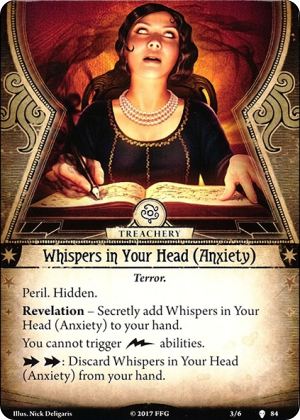 TREACHERY
Whispers in Your Head (Anxiety)
Terror.
Peril. Hidden.
Revelation – Secretly add Whispers in Your
Head (Anxiety) to your hand.
You cannot trigger abilities.
: Discard Whispers in Your Head
(Anxiety) from your hand.
Illus. Nick Deligaris © 2017 FFG 3/6 84